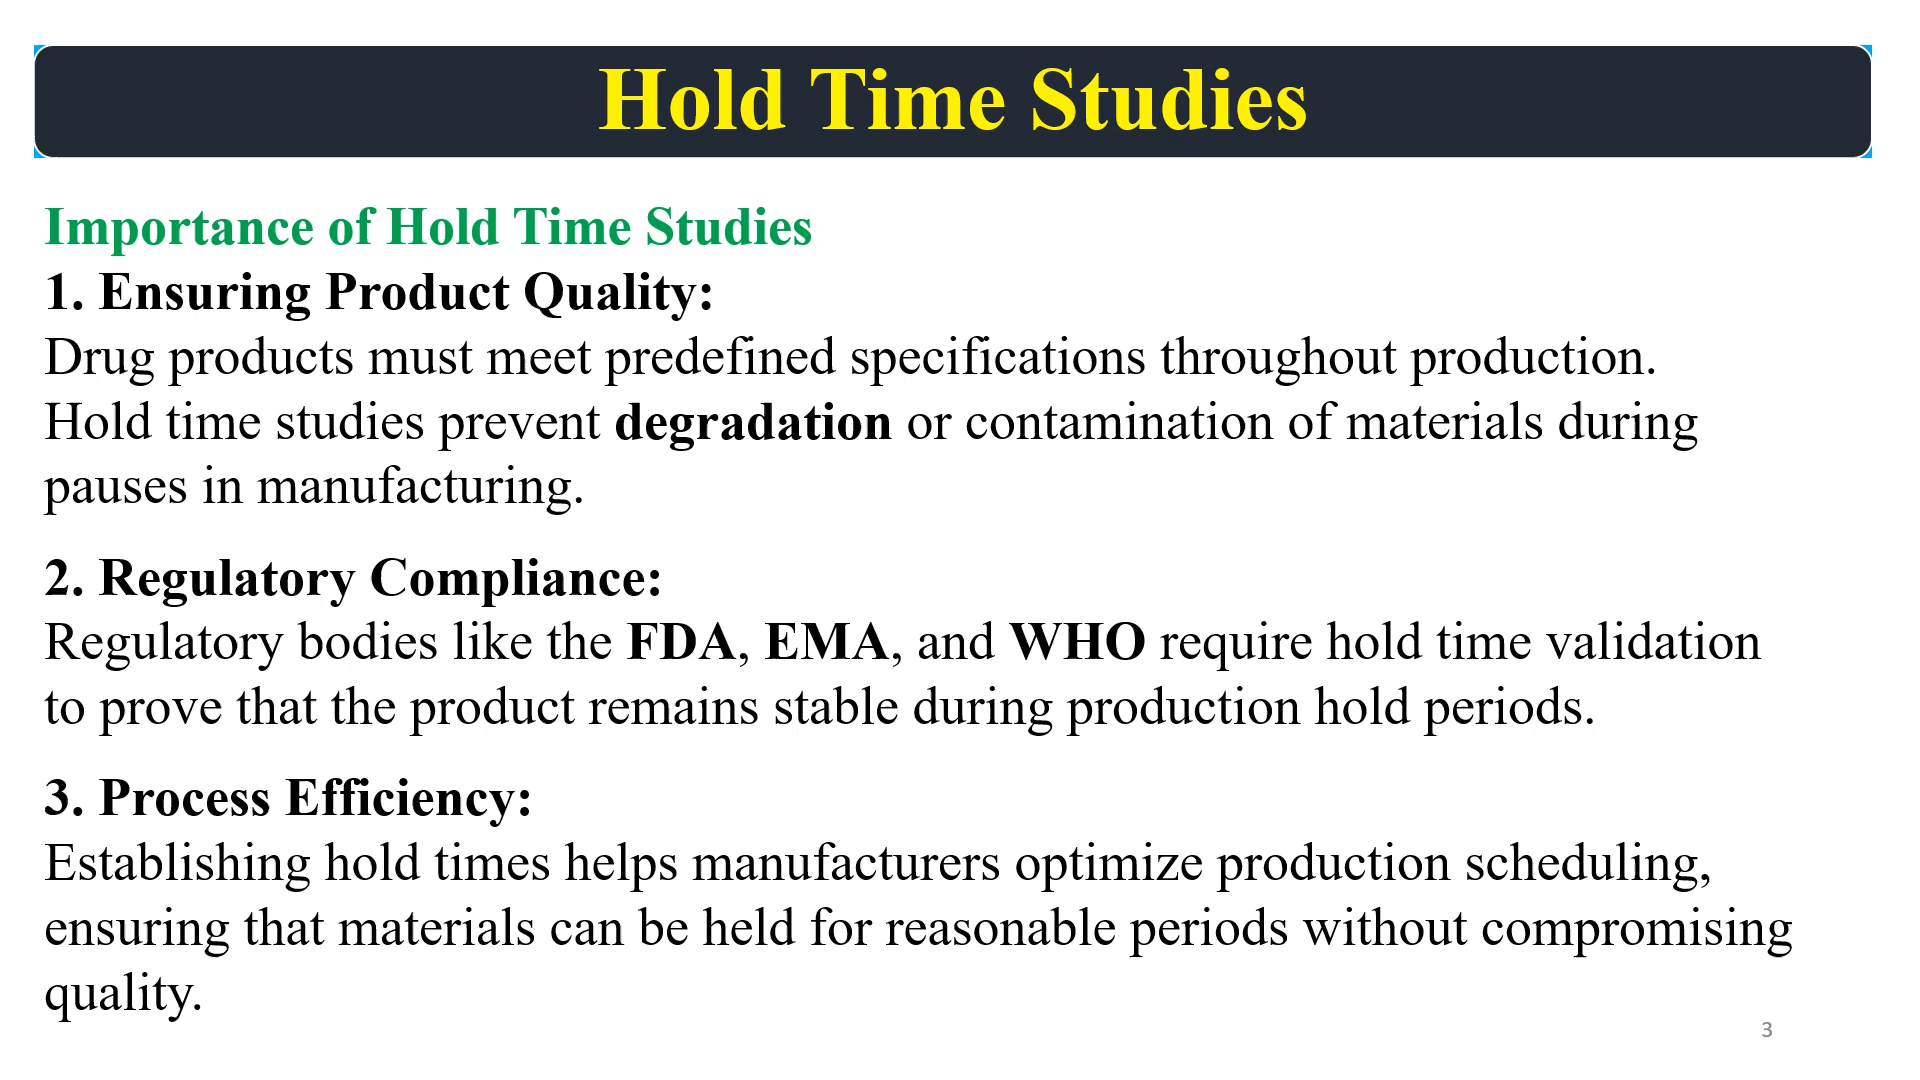 Hold Time Studies
Importance of Hold Time Studies
1. Ensuring Product Quality:
Drug products must meet predefined specifications throughout production.
Hold time studies prevent degradation or contamination of materials during
pauses in manufacturing.
2. Regulatory Compliance:
Regulatory bodies like the FDA, EMA, and WHO require hold time validation
to prove that the product remains stable during production hold periods.
3. Process Efficiency:
Establishing hold times helps manufacturers optimize production scheduling,
ensuring that materials can be held for reasonable periods without compromising
quality.
3